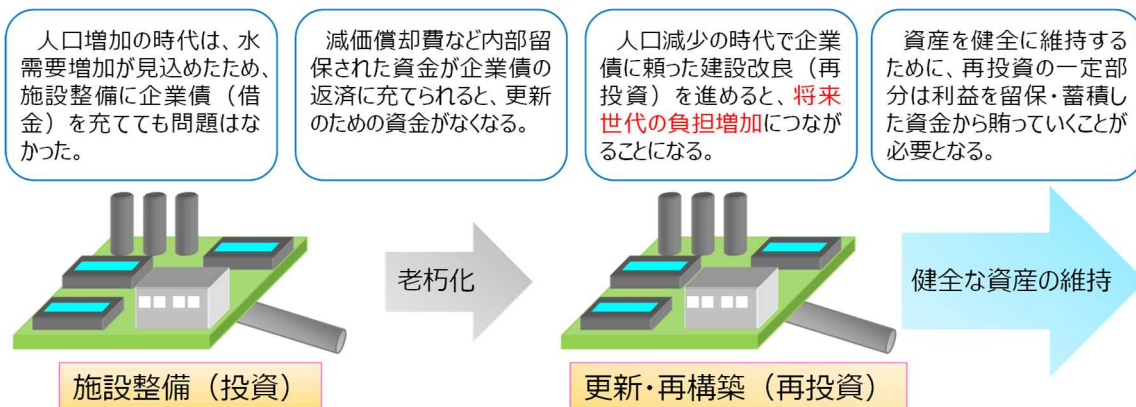 人口増加の時代は、水
需要増加が見込めたため、
施設整備に企業債（借
金）を充てても問題はな
かった。
減価償却費など内部留
保された資金が企業債の
返済に充てられると、更新
のための資金がなくなる。
人口減少の時代で企業
債に頼った建設改良（再
投資）を進めると、将来
世代の負担増加につなが
ることになる。
資産を健全に維持する
ために、再投資の一定部
分は利益を留保・蓄積し
た資金から賄っていくことが
必要となる。
老朽化
健全な資産の維持
施設整備（投資）
更新・再構築（再投資）